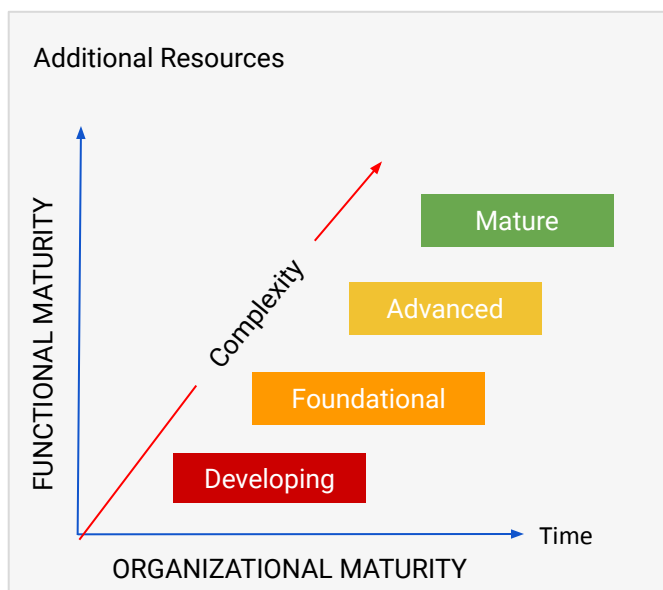 Additional Resources
FUNCTIONAL MATURITY
Complexity
Mature
Advanced
Foundational
Developing
Time
ORGANIZATIONAL MATURITY